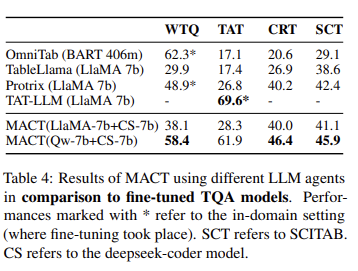 WTQ TAT CRT SCT
OmniTab (BART 406m) 62.3* 17.1 20.6 29.1
TableLlama (LlaMA 7b) 29.9 17.4 26.9 38.6
Protrix (LlaMA 7b) 48.9* 26.8 40.2 42.4
TAT-LLM (LlaMA 7b) - 69.6* - -
MACT(LlaMA-7b+CS-7b) 38.1 28.3 40.0 41.1
MACT(Qw-7b+CS-7b) 58.4 61.9 46.4 45.9
Table 4: Results of MACT using different LLM agents
in comparison to fine-tuned TQA models. Perfor-
mances marked with * refer to the in-domain setting
(where fine-tuning took place). SCT refers to SCITAB.
CS refers to the deepseek-coder model.